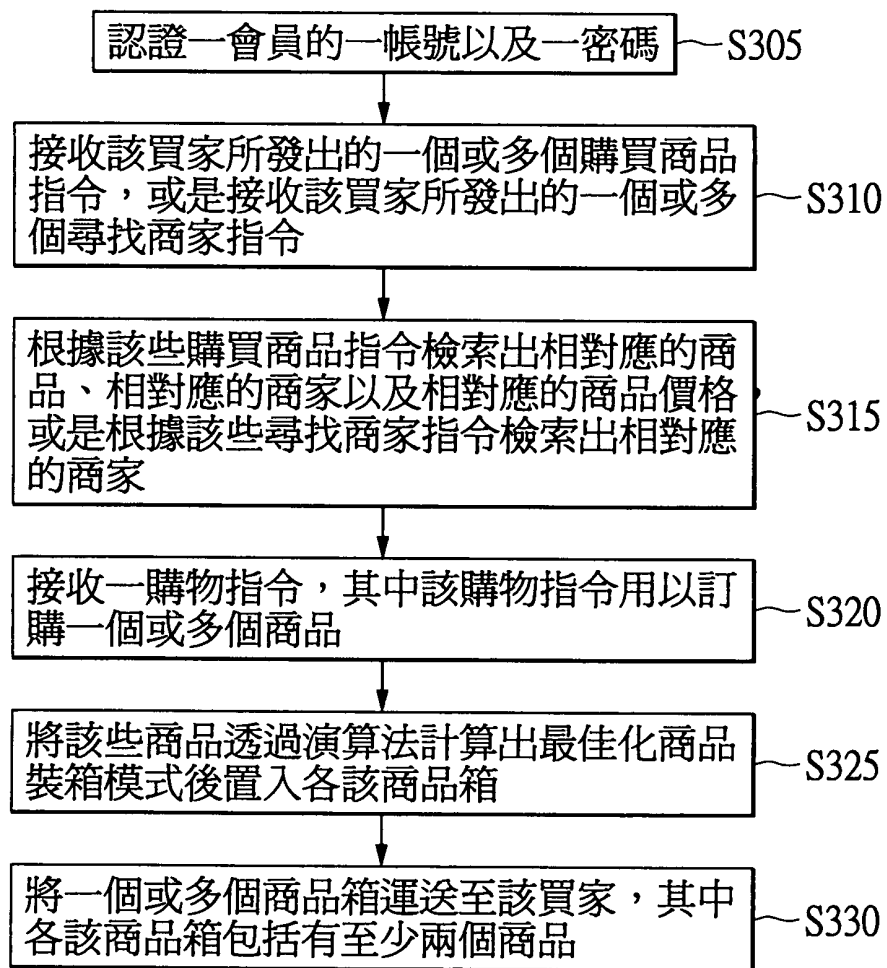 認證一會員的一帳號以及一密碼
S305
接收該買家所發出的一個或多個購買商品
指令，或是接收該買家所發出的一個或多
個尋找商家指令
S310
根據該些購買商品指令檢索出相對應的商
品、相對應的商家以及相對應的商品價格，
或是根據該些尋找商家指令檢索出相對應
的商家
S315
接收一購物指令，其中該購物指令用以訂
購一個或多個商品
S320
將該些商品透過演算法計算出最佳化商品
裝箱模式後置入各該商品箱
S325
將一個或多個商品箱運送至該買家，其中
各該商品箱包括有至少兩個商品
S330